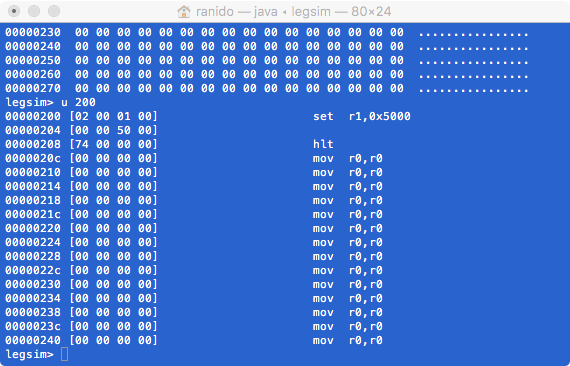 ranido — java ◂ legsim — 80×24
00000230  00 00 00 00 00 00 00 00 00 00 00 00 00 00 00 00  ................
00000240  00 00 00 00 00 00 00 00 00 00 00 00 00 00 00 00  ................
00000250  00 00 00 00 00 00 00 00 00 00 00 00 00 00 00 00  ................
00000260  00 00 00 00 00 00 00 00 00 00 00 00 00 00 00 00  ................
00000270  00 00 00 00 00 00 00 00 00 00 00 00 00 00 00 00  ................
legsim> u 200
00000200 [02 00 01 00]                      set  r1,0x5000
00000204 [00 00 50 00]
00000208 [74 00 00 00]                      hlt
0000020c [00 00 00 00]                      mov  r0,r0
00000210 [00 00 00 00]                      mov  r0,r0
00000214 [00 00 00 00]                      mov  r0,r0
00000218 [00 00 00 00]                      mov  r0,r0
0000021c [00 00 00 00]                      mov  r0,r0
00000220 [00 00 00 00]                      mov  r0,r0
00000224 [00 00 00 00]                      mov  r0,r0
00000228 [00 00 00 00]                      mov  r0,r0
0000022c [00 00 00 00]                      mov  r0,r0
00000230 [00 00 00 00]                      mov  r0,r0
00000234 [00 00 00 00]                      mov  r0,r0
00000238 [00 00 00 00]                      mov  r0,r0
0000023c [00 00 00 00]                      mov  r0,r0
00000240 [00 00 00 00]                      mov  r0,r0
legsim>